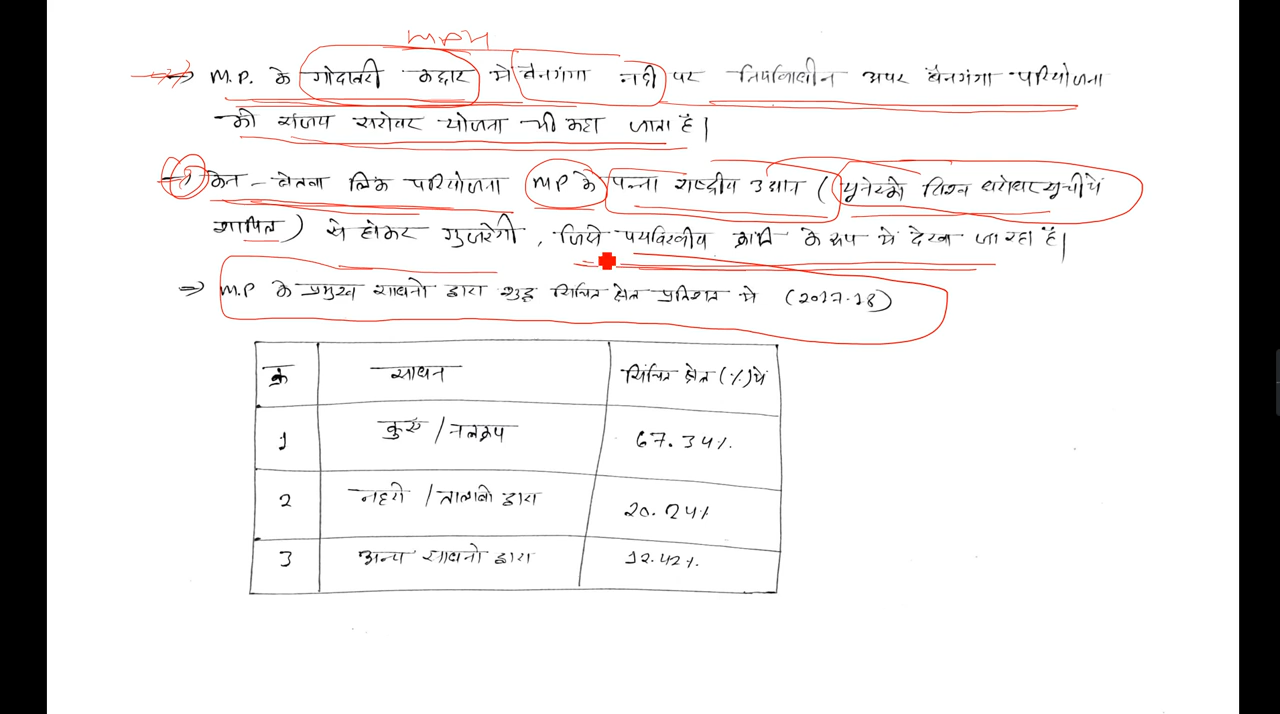 MPPY
→ M.P. के गोदावरी कछार में वैनगंगा नदी पर निर्माणाधीन अपर वैनगंगा परियोजना
को संजय सरोवर योजना भी कहा जाता है।
→ केन - बेतवा लिंक परियोजना MP के पन्ना राष्ट्रीय उद्यान (यूनेस्को विश्व धरोहर सूची में
शामिल) से होकर गुजरेगी, जिसे पर्यावरणीय के रूप में देखा जा रहा है।
⇒ M.P के प्रमुख साधनो द्वारा शुद्ध सिंचित क्षेत्र प्रतिशत मे (2017-18)
क्र साधन सिंचित क्षेत्र (%) में
1 कुएं / नलकूप 67.34%
2 नहरो / तालाबो द्वारा 20.24%
3 अन्य साधनो द्वारा 12.42%